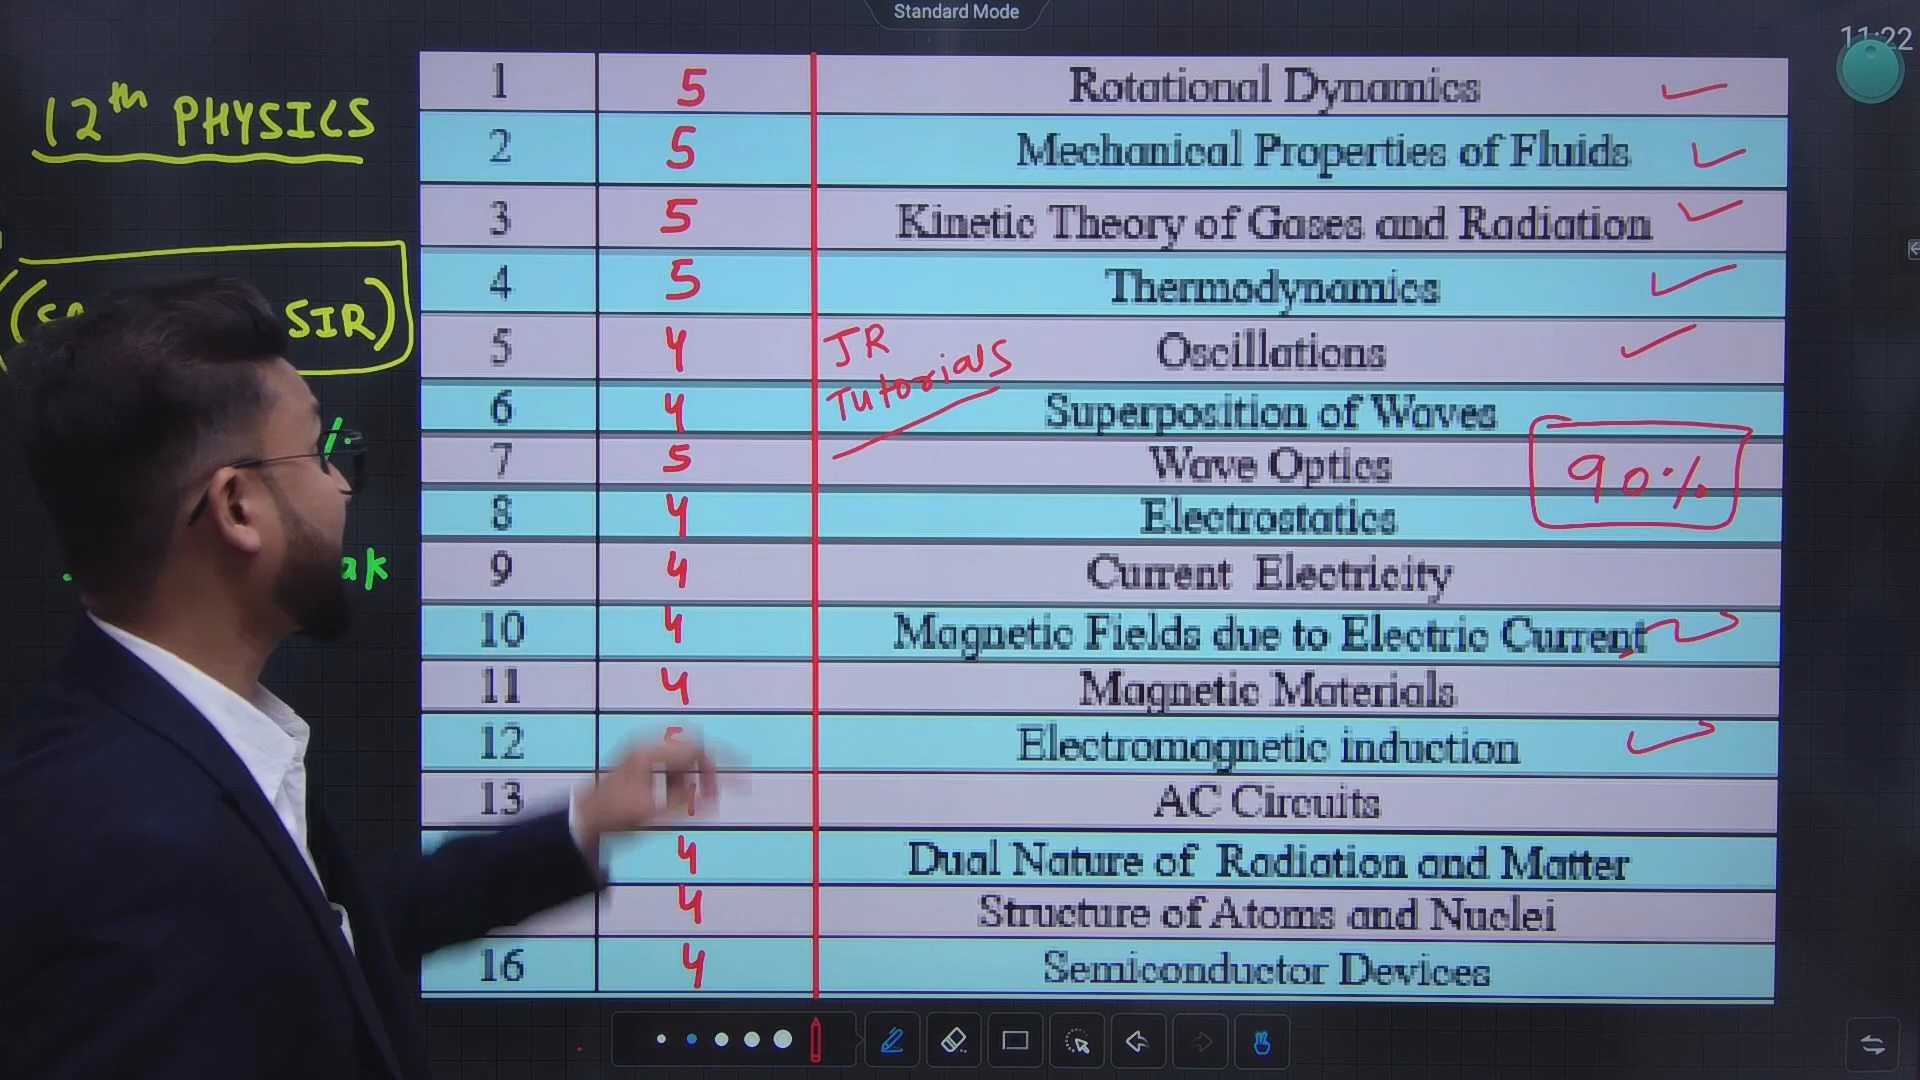 Standard Mode
11:22
12th PHYSICS
SIR)
1 5 Rotational Dynamics
2 5 Mechanical Properties of Fluids
3 5 Kinetic Theory of Gases and Radiation
4 5 Thermodynamics
5 4 Oscillations
JR
Tutorials
6 4 Superposition of Waves
7 5 Wave Optics
90%
8 4 Electrostatics
9 4 Current Electricity
10 4 Magnetic Fields due to Electric Current
11 4 Magnetic Materials
12 Electromagnetic induction
13 AC Circuits
4 Dual Nature of Radiation and Matter
4 Structure of Atoms and Nuclei
16 4 Semiconductor Devices